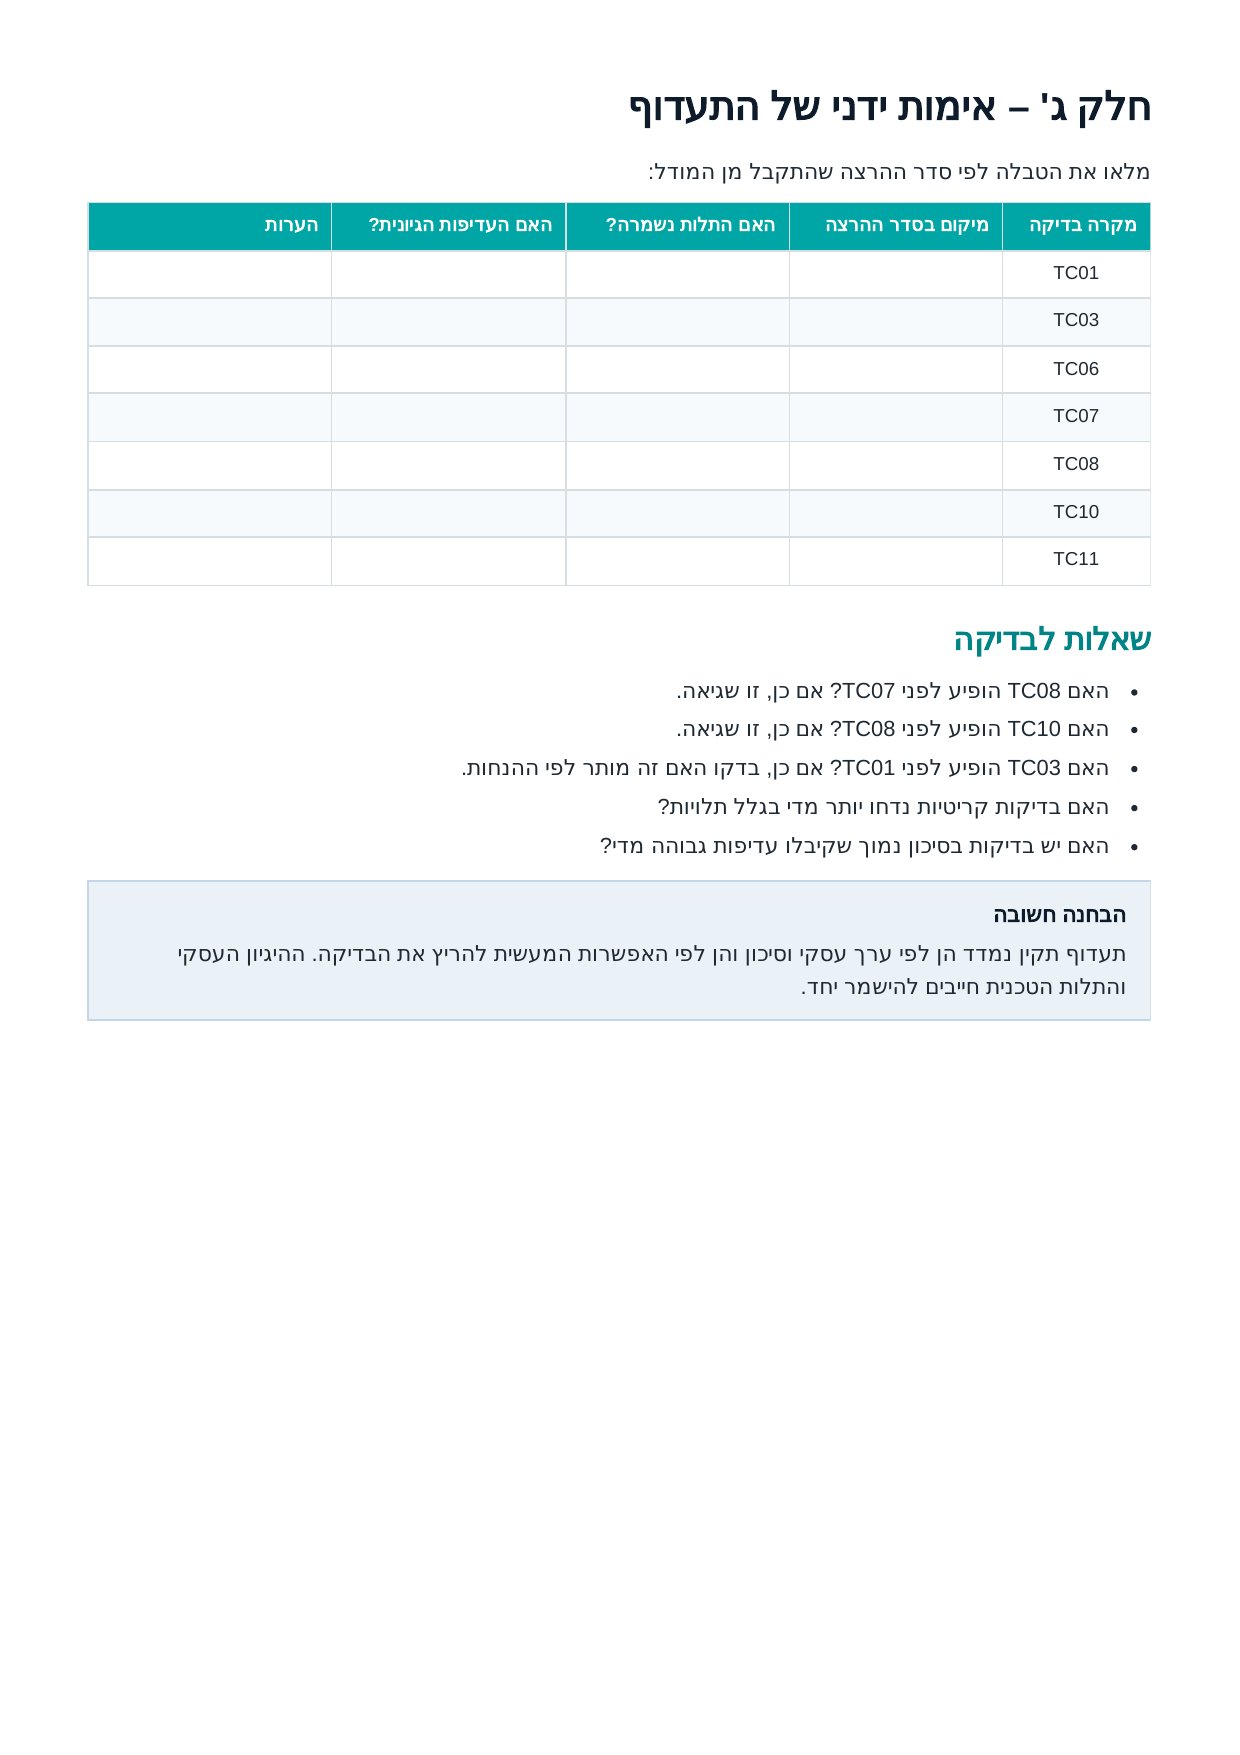 חלק ג' – אימות ידני של התעדוף
מלאו את הטבלה לפי סדר ההרצה שהתקבל מן המודל:
מקרה בדיקה מיקום בסדר ההרצה האם התלות נשמרה? האם העדיפות הגיונית? הערות
TC01
TC03
TC06
TC07
TC08
TC10
TC11
שאלות לבדיקה
• האם TC08 הופיע לפני TC07? אם כן, זו שגיאה.
• האם TC10 הופיע לפני TC08? אם כן, זו שגיאה.
• האם TC03 הופיע לפני TC01? אם כן, בדקו האם זה מותר לפי ההנחות.
• האם בדיקות קריטיות נדחו יותר מדי בגלל תלויות?
• האם יש בדיקות בסיכון נמוך שקיבלו עדיפות גבוהה מדי?
הבחנה חשובה
תעדוף תקין נמדד הן לפי ערך עסקי וסיכון והן לפי האפשרות המעשית להריץ את הבדיקה. ההיגיון העסקי
והתלות הטכנית חייבים להישמר יחד.